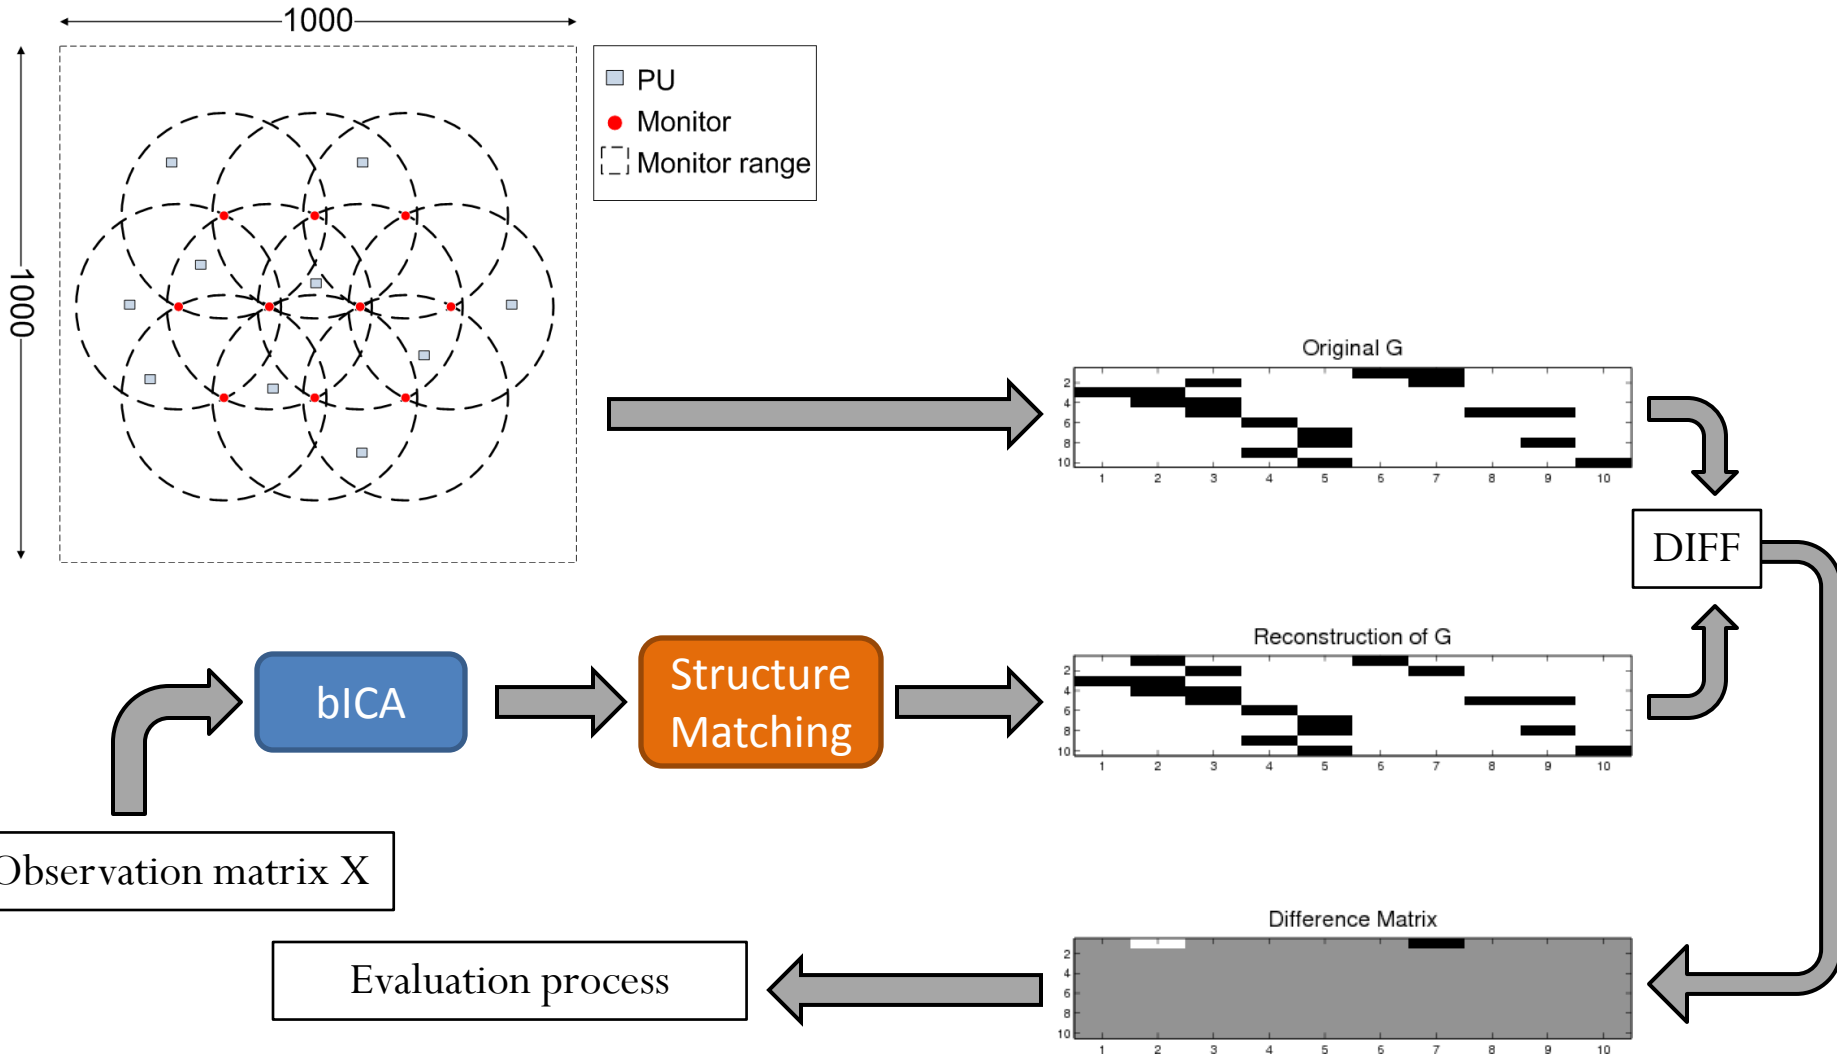 1000
1000
PU
Monitor
Monitor range
Original G
2
4
6
8
10
1 2 3 4 5 6 7 8 9 10
DIFF
bICA
Structure
Matching
Reconstruction of G
2
4
6
8
10
1 2 3 4 5 6 7 8 9 10
Observation matrix X
Evaluation process
Difference Matrix
2
4
6
8
10
1 2 3 4 5 6 7 8 9 10